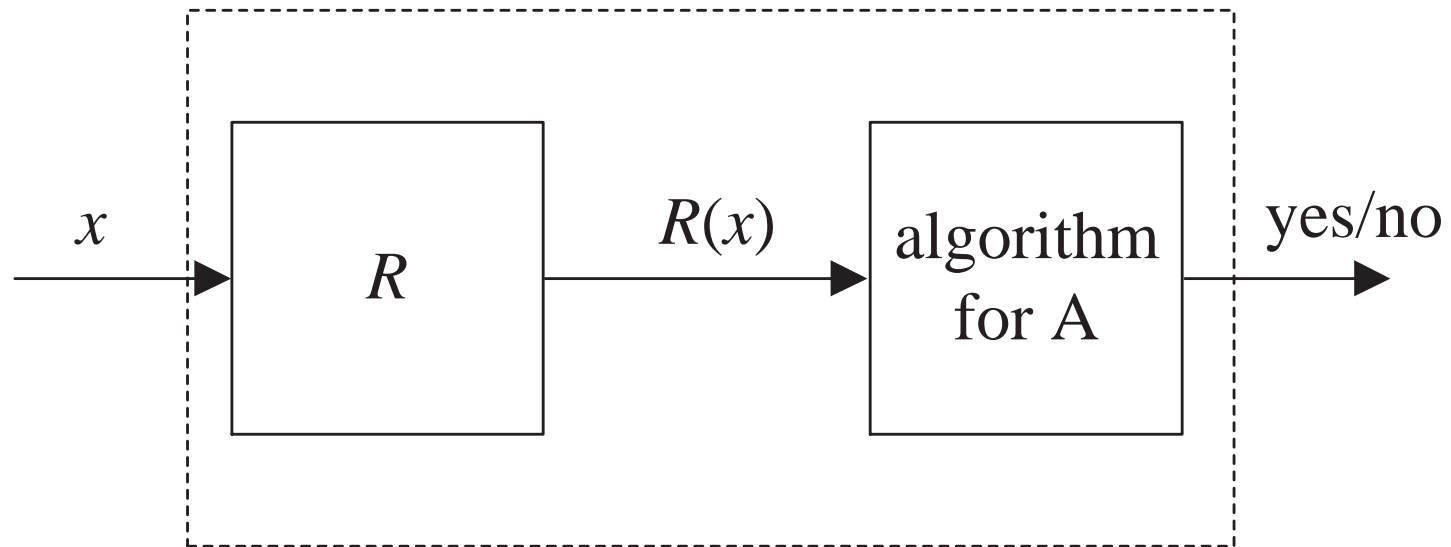 x
R
R(x)
algorithm
for A
yes/no